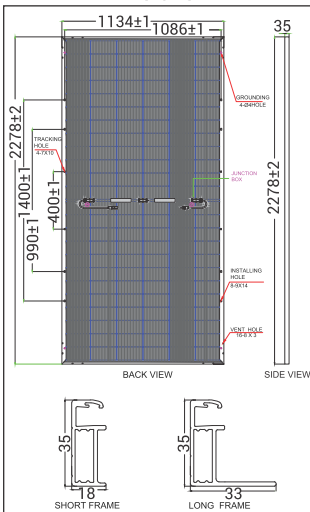 1134±1
1086±1
35
2278±2
GROUNDING
4-Ø4HOLE
TRACKING
HOLE
4-7X10
1400±1
990±1
400±1
JUNCTION
BOX
2278±2
INSTALLING
HOLE
8-9X14
VENT HOLE
16-8 X 3
BACK VIEW
SIDE VIEW
35
18
SHORT FRAME
35
33
LONG FRAME